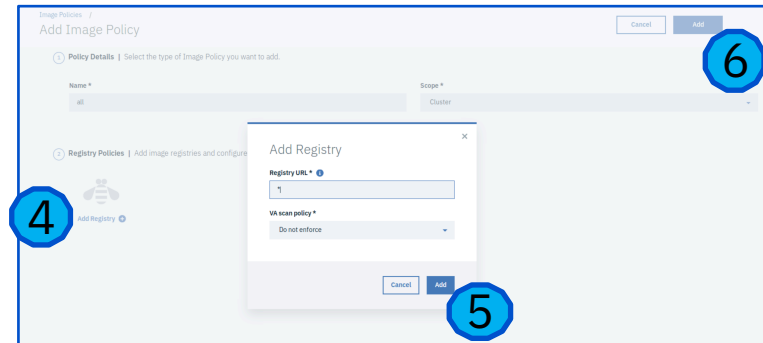 Image Policies /
Add Image Policy
Cancel
Add
6
1 Policy Details | Select the type of Image Policy you want to add.
Name *
Scope *
all
Cluster
2 Registry Policies | Add image registries and configure
Add Registry
×
Registry URL *
*
VA scan policy *
Do not enforce
Cancel
Add
4
Add Registry
5